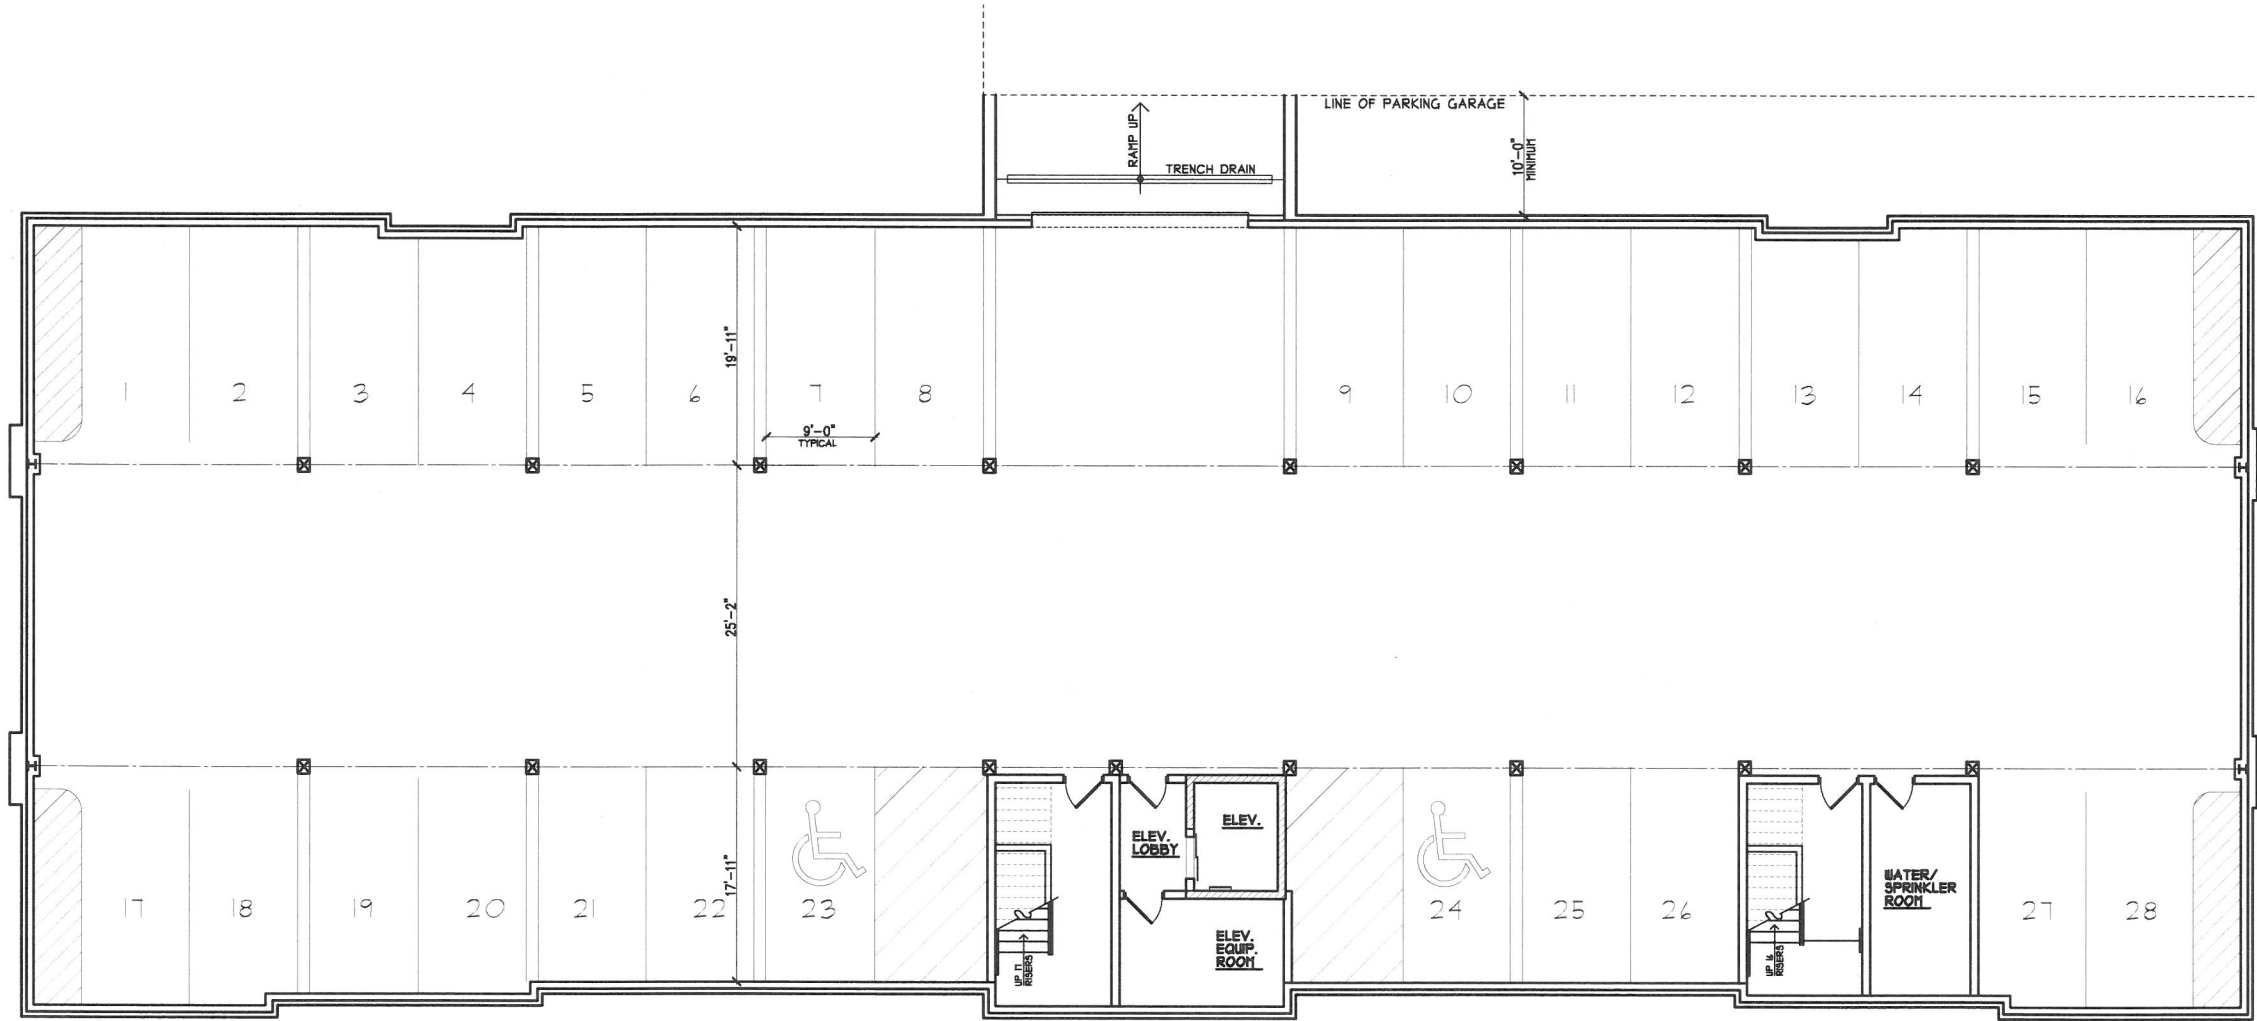 LINE OF PARKING GARAGE
RAMP UP
10'-0"
MINIMUM
TRENCH DRAIN
19'-11"
1
2
3
4
5
6
7
8
9
10
11
12
13
14
15
16
9'-0"
TYPICAL
25'-2"
ELEV.
ELEV.
LOBBY
17'-11"
WATER/
SPRINKLER
ROOM
17
18
19
20
21
22
23
24
25
26
27
28
ELEV.
EQUIP.
ROOM
UP 17
RISERS
UP 16
RISERS